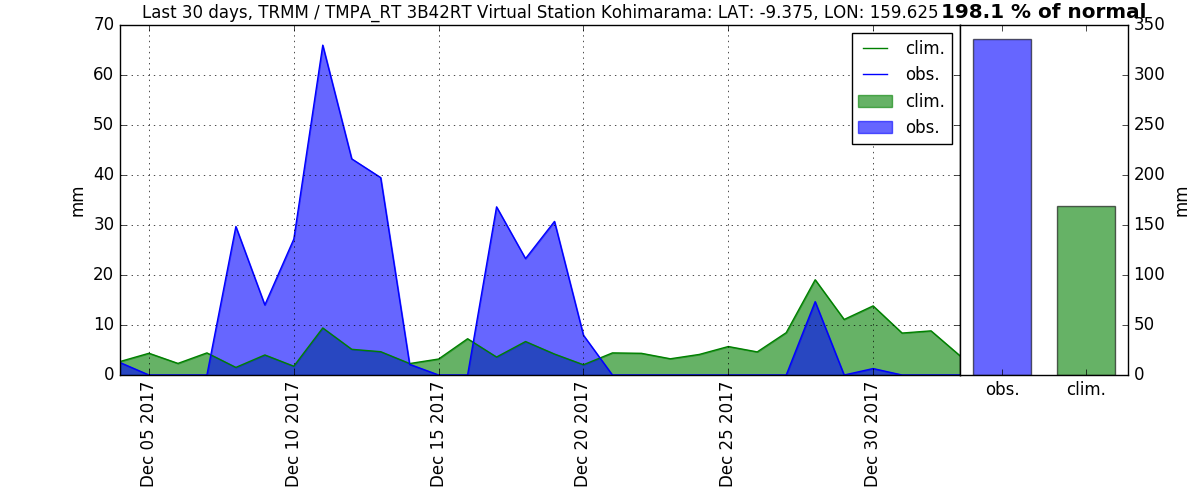 Last 30 days, TRMM / TMPA_RT 3B42RT Virtual Station Kohimarama: LAT: -9.375, LON: 159.625
198.1 % of normal
70
60
50
40
30
20
10
0
mm
clim.
obs.
clim.
obs.
Dec 05 2017
Dec 10 2017
Dec 15 2017
Dec 20 2017
Dec 25 2017
Dec 30 2017
350
300
250
200
150
100
50
0
mm
obs.
clim.